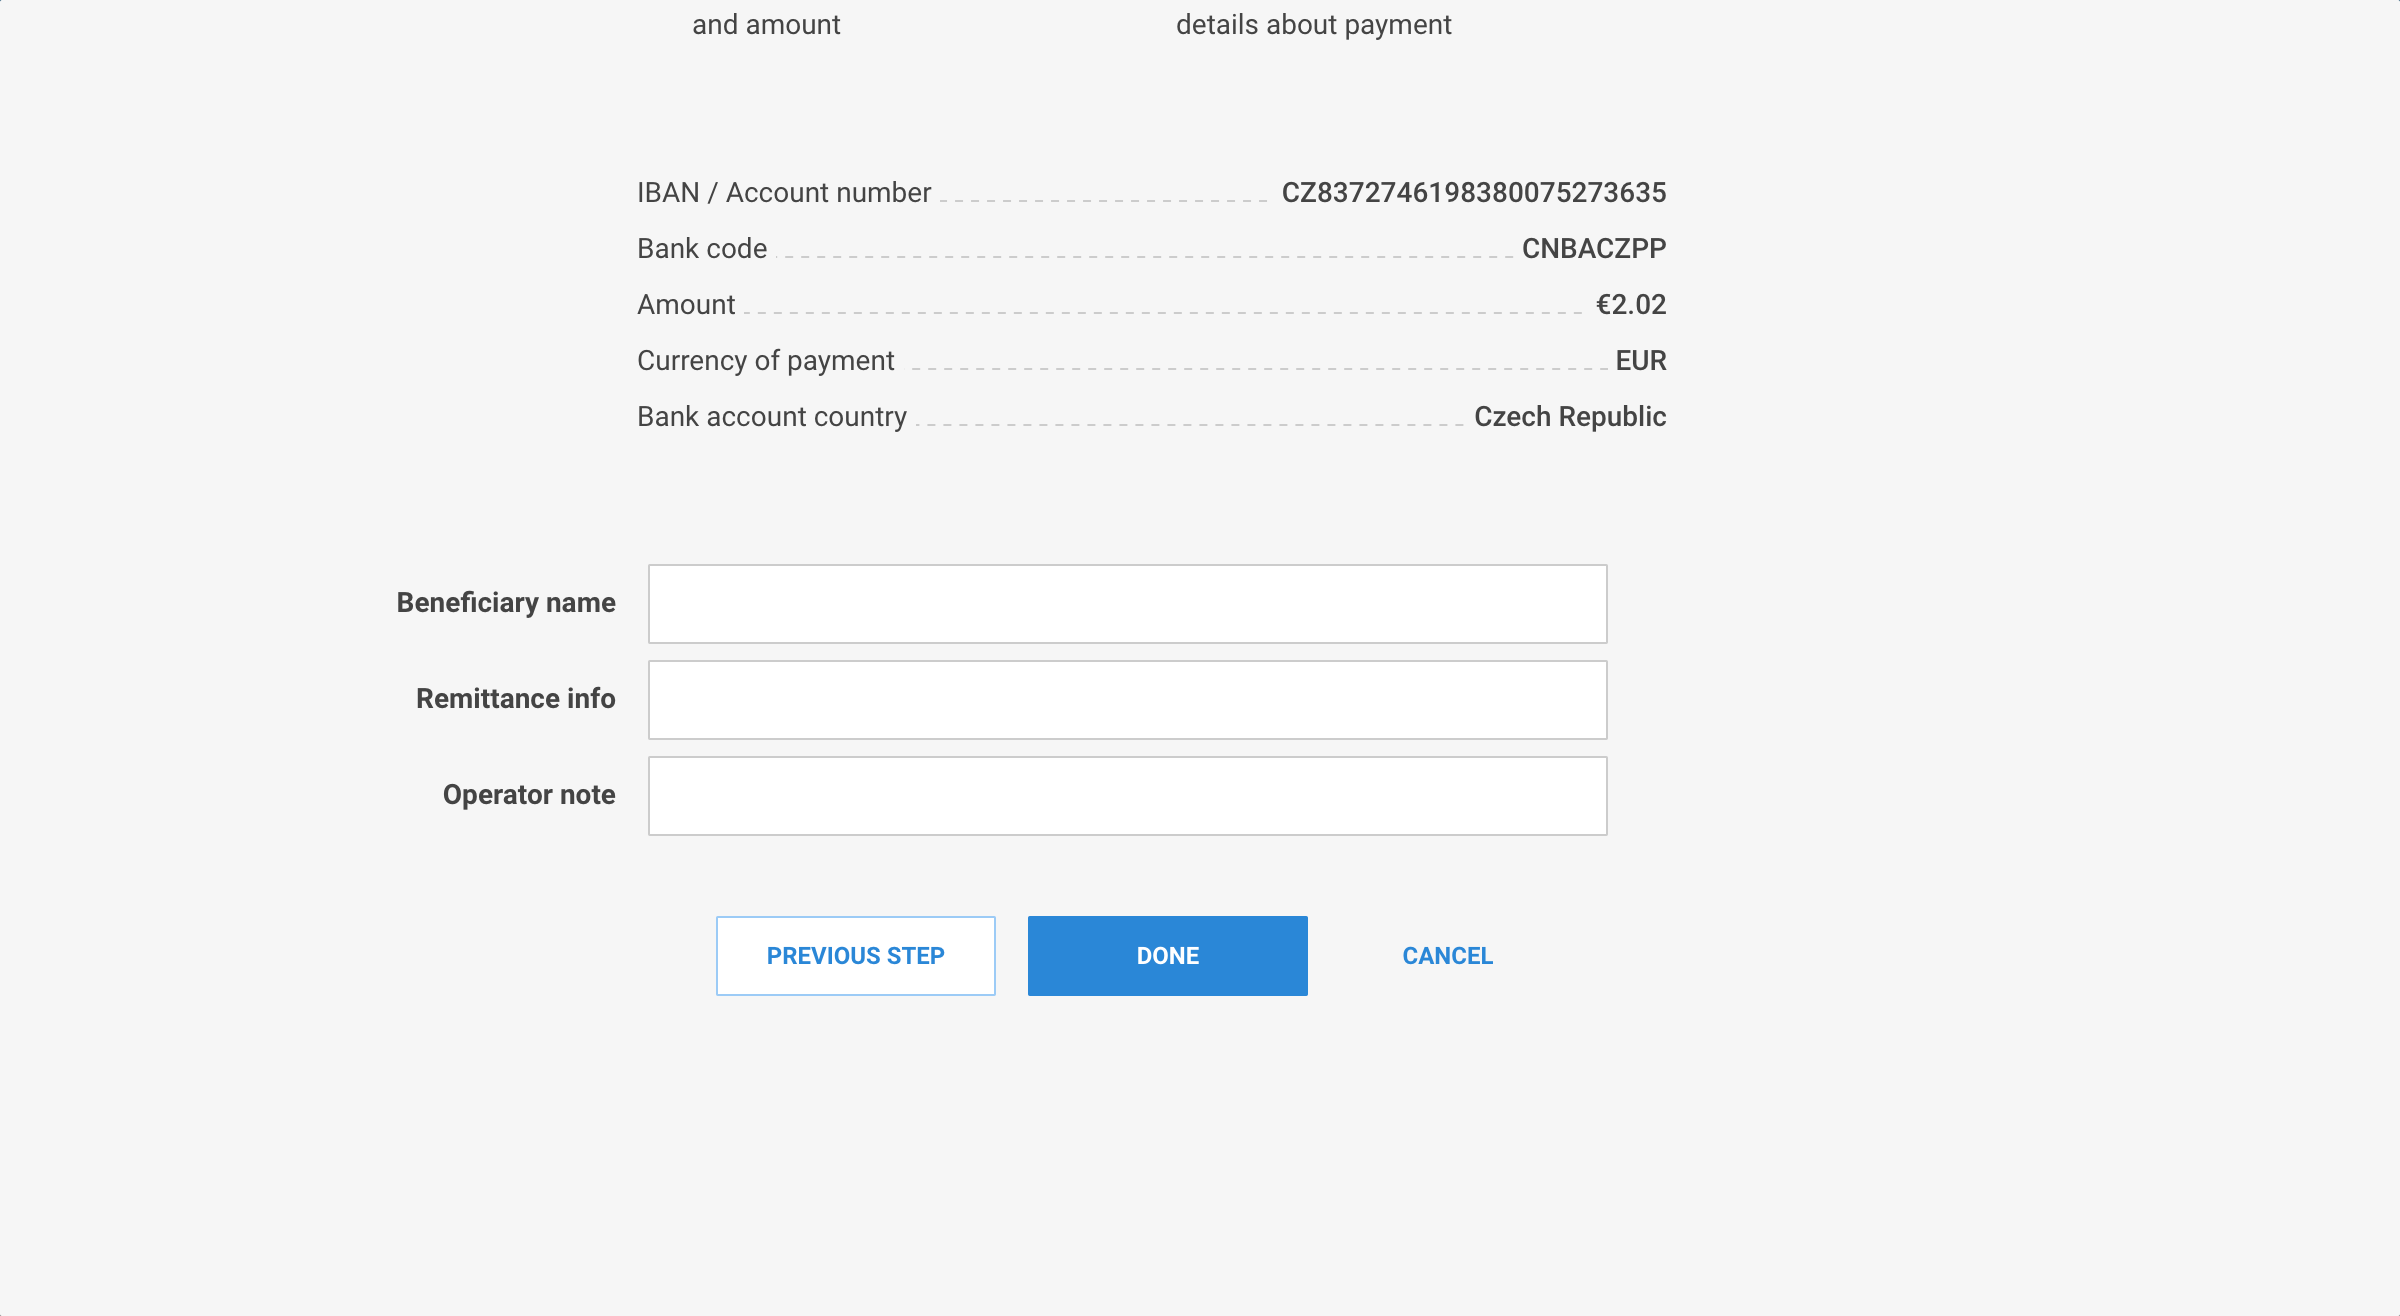 and amount
details about payment
IBAN / Account number CZ8372746198380075273635
Bank code CNBACZPP
Amount €2.02
Currency of payment EUR
Bank account country Czech Republic
Beneficiary name
Remittance info
Operator note
PREVIOUS STEP DONE CANCEL